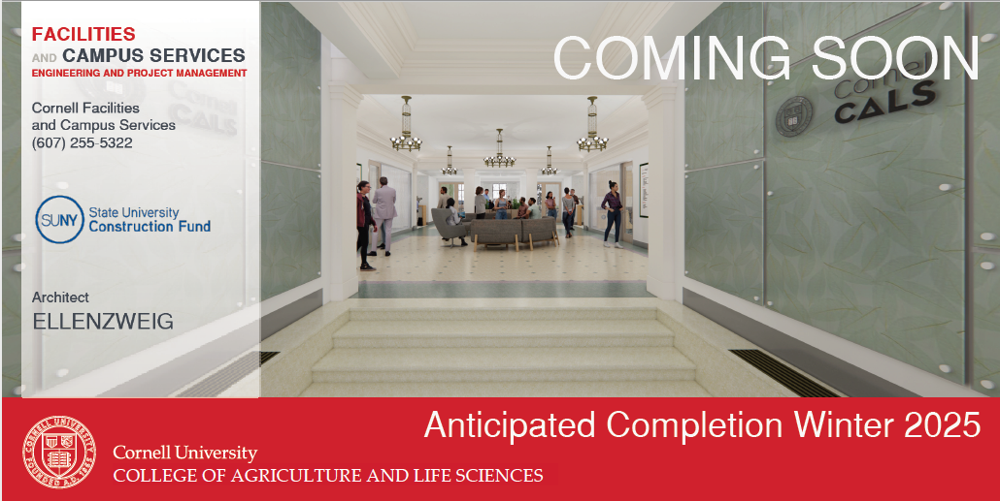 FACILITIES
AND CAMPUS SERVICES
ENGINEERING AND PROJECT MANAGEMENT
Cornell Facilities
and Campus Services
(607) 255-5322
SUNY State University
Construction Fund
Architect
ELLENZWEIG
COMING SOON
Cornell
CALS
Cornell
CALS
Anticipated Completion Winter 2025
CORNELL UNIVERSITY
FOUNDED A.D. 1865
Cornell University
COLLEGE OF AGRICULTURE AND LIFE SCIENCES